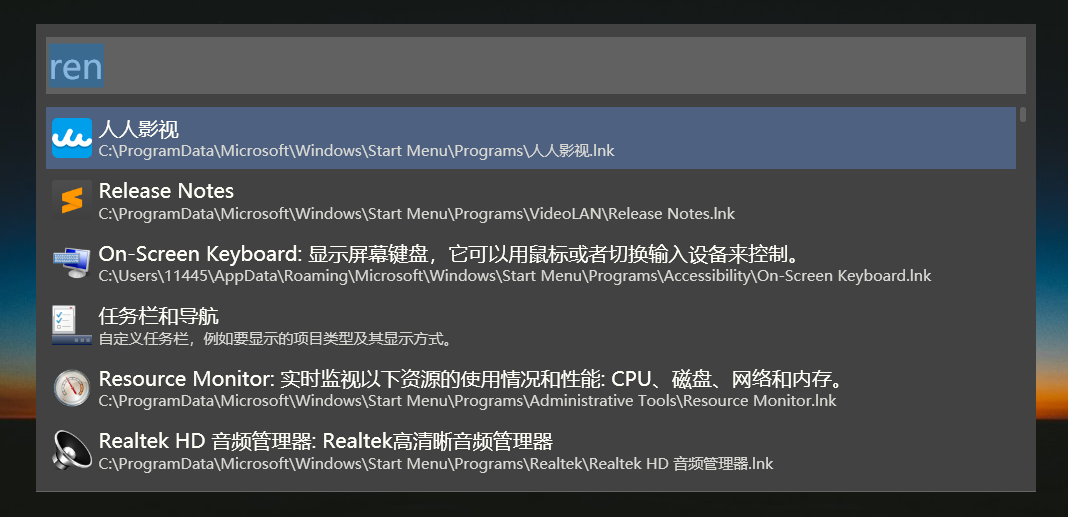 ren
人人影视
C:\ProgramData\Microsoft\Windows\Start Menu\Programs\人人影视.lnk
Release Notes
C:\ProgramData\Microsoft\Windows\Start Menu\Programs\VideoLAN\Release Notes.lnk
On-Screen Keyboard: 显示屏幕键盘，它可以用鼠标或者切换输入设备来控制。
C:\Users\11445\AppData\Roaming\Microsoft\Windows\Start Menu\Programs\Accessibility\On-Screen Keyboard.lnk
任务栏和导航
自定义任务栏，例如要显示的项目类型及其显示方式。
Resource Monitor: 实时监视以下资源的使用情况和性能: CPU、磁盘、网络和内存。
C:\ProgramData\Microsoft\Windows\Start Menu\Programs\Administrative Tools\Resource Monitor.lnk
Realtek HD 音频管理器: Realtek高清晰音频管理器
C:\ProgramData\Microsoft\Windows\Start Menu\Programs\Realtek\Realtek HD 音频管理器.lnk